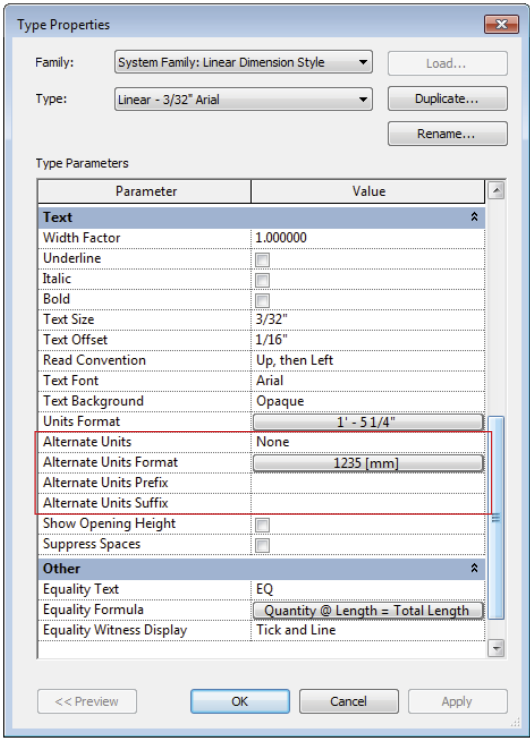 Type Properties
Family: System Family: Linear Dimension Style Load...
Type: Linear - 3/32" Arial Duplicate...
Rename...
Type Parameters
Parameter Value
Text
Width Factor 1.000000
Underline
Italic
Bold
Text Size 3/32"
Text Offset 1/16"
Read Convention Up, then Left
Text Font Arial
Text Background Opaque
Units Format 1' - 5 1/4"
Alternate Units None
Alternate Units Format 1235 [mm]
Alternate Units Prefix
Alternate Units Suffix
Show Opening Height
Suppress Spaces
Other
Equality Text EQ
Equality Formula Quantity @ Length = Total Length
Equality Witness Display Tick and Line
<< Preview OK Cancel Apply